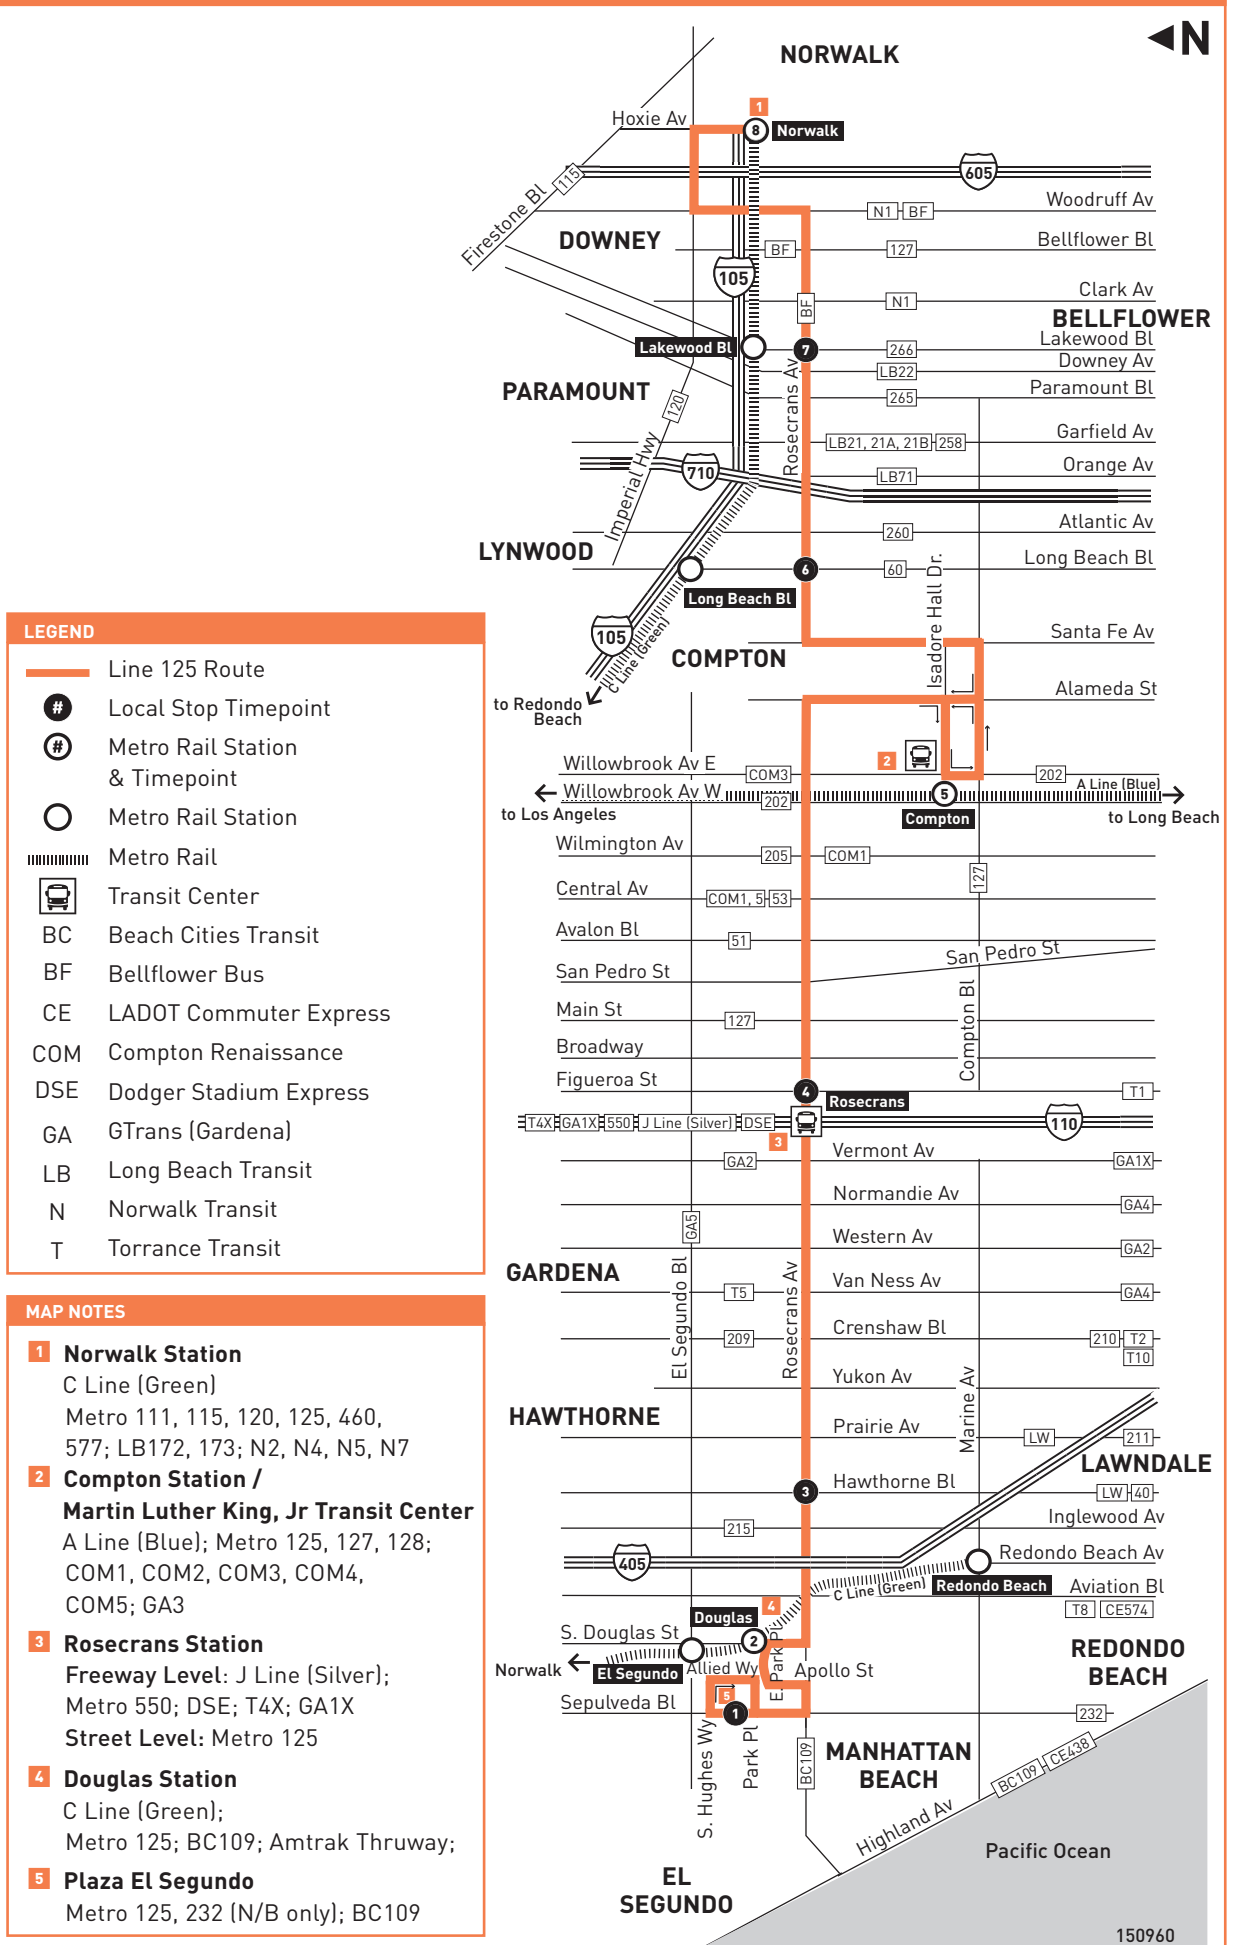 N
NORWALK
1
Hoxie Av
8
Norwalk
605
115
Woodruff Av
N1
BF
Firestone Bl
DOWNEY
Bellflower Bl
BF
127
105
Clark Av
N1
BF
BELLFLOWER
Lakewood Bl
Lakewood Bl
7
266
Downey Av
LB22
PARAMOUNT
Paramount Bl
265
120
Rosecrans Av
Garfield Av
LB21, 21A, 21B
258
Imperial Hwy
710
Orange Av
LB71
Atlantic Av
260
LYNWOOD
Long Beach Bl
6
60
Long Beach Bl
Isadore Hall Dr.
105
C Line (Green)
Santa Fe Av
COMPTON
Alameda St
to Redondo
Beach
2
Willowbrook Av E
COM3
202
Willowbrook Av W
202
A Line (Blue)
5
to Los Angeles
Compton
to Long Beach
Wilmington Av
205
COM1
127
Central Av
COM1, 5
53
Avalon Bl
51
San Pedro St
San Pedro St
Main St
127
Compton Bl
Broadway
Figueroa St
4
T1
Rosecrans
T4X
GA1X
550
J Line (Silver)
DSE
110
3
Vermont Av
GA2
GA1X
Normandie Av
GA4
GA5
Western Av
GA2
GARDENA
El Segundo Bl
Rosecrans Av
Van Ness Av
T5
GA4
Crenshaw Bl
209
210
T2
T10
Yukon Av
Marine Av
HAWTHORNE
Prairie Av
LW
211
LAWNDALE
Hawthorne Bl
3
LW
40
Inglewood Av
215
405
Redondo Beach Av
C Line (Green)
Redondo Beach
Aviation Bl
T8
CE574
4
Douglas
S. Douglas St
2
REDONDO
BEACH
Norwalk
El Segundo
Allied Wy
E. Park Pl
Apollo St
5
Sepulveda Bl
1
232
S. Hughes Wy
Park Pl
BC109
MANHATTAN
BEACH
BC109
CE438
Highland Av
Pacific Ocean
EL
SEGUNDO
150960
LEGEND
Line 125 Route
# Local Stop Timepoint
# Metro Rail Station
& Timepoint
Metro Rail Station
Metro Rail
Transit Center
BC Beach Cities Transit
BF Bellflower Bus
CE LADOT Commuter Express
COM Compton Renaissance
DSE Dodger Stadium Express
GA GTrans (Gardena)
LB Long Beach Transit
N Norwalk Transit
T Torrance Transit
MAP NOTES
1 Norwalk Station
C Line (Green)
Metro 111, 115, 120, 125, 460,
577; LB172, 173; N2, N4, N5, N7
2 Compton Station /
Martin Luther King, Jr Transit Center
A Line (Blue); Metro 125, 127, 128;
COM1, COM2, COM3, COM4,
COM5; GA3
3 Rosecrans Station
Freeway Level: J Line (Silver);
Metro 550; DSE; T4X; GA1X
Street Level: Metro 125
4 Douglas Station
C Line (Green);
Metro 125; BC109; Amtrak Thruway;
5 Plaza El Segundo
Metro 125, 232 (N/B only); BC109